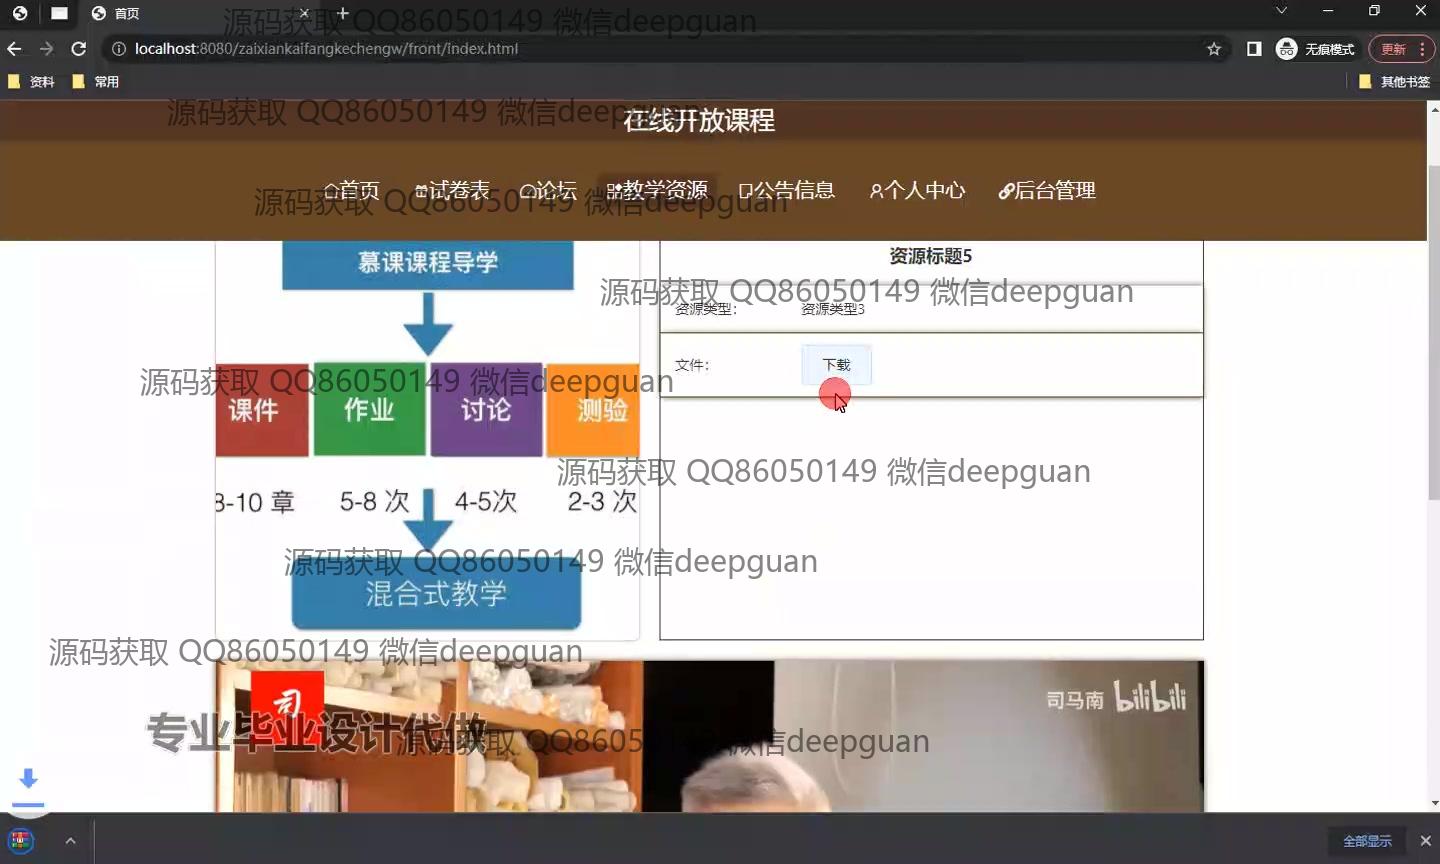 首页
源码获取 QQ86050149 微信deepguan
localhost:8080/zaixiankaifangkechengw/front/index.html
无痕模式
更新
资料
常用
其他书签
源码获取 QQ86050149 微信deepguan
在线开放课程
首页
试卷表
论坛
教学资源
公告信息
个人中心
后台管理
源码获取 QQ86050149 微信deepguan
慕课课程导学
资源标题5
源码获取 QQ86050149 微信deepguan
资源类型:
资源类型3
文件:
下载
源码获取 QQ86050149 微信deepguan
课件
作业
讨论
测验
源码获取 QQ86050149 微信deepguan
8-10 章
5-8 次
4-5次
2-3 次
源码获取 QQ86050149 微信deepguan
混合式教学
源码获取 QQ86050149 微信deepguan
司
司马南 bilibili
专业毕业设计代做
源码获取 QQ86050149 微信deepguan
全部显示